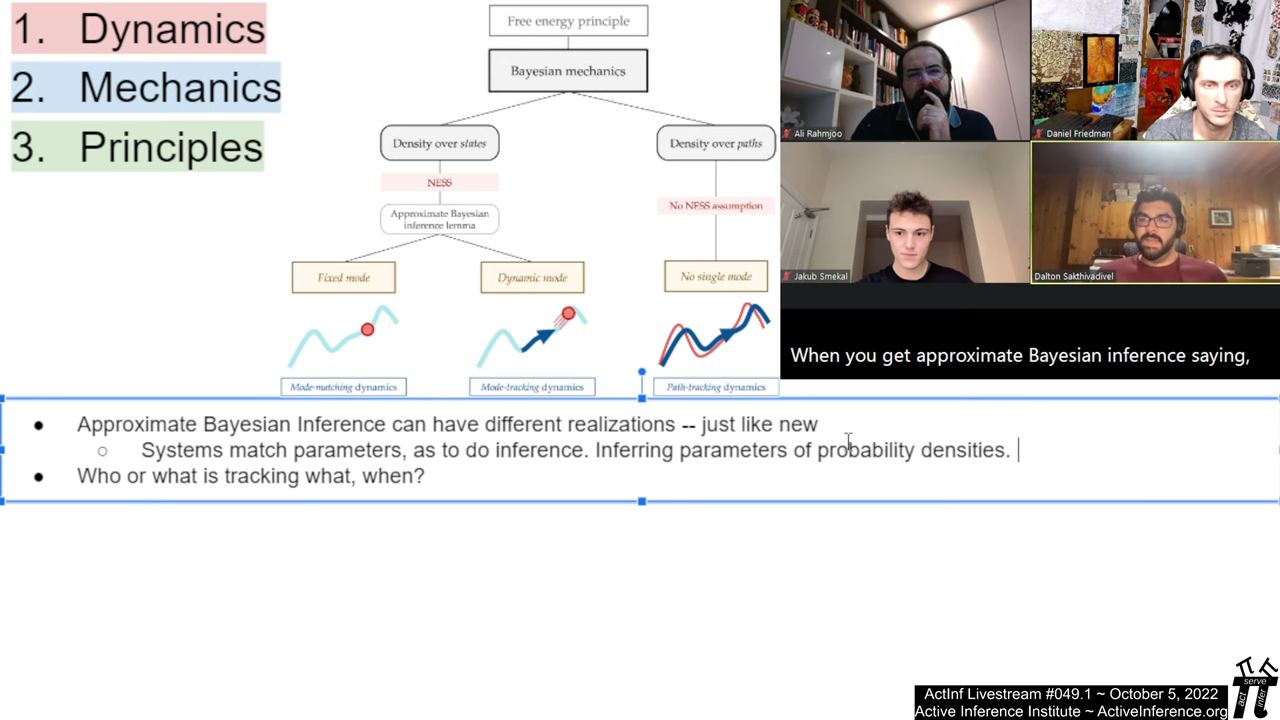 1. Dynamics
2. Mechanics
3. Principles
Free energy principle
Bayesian mechanics
Density over states
Density over paths
NESS
No NESS assumption
Approximate Bayesian
inference lemma
Fixed mode
Dynamic mode
No single mode
Mode-matching dynamics
Mode-tracking dynamics
Path-tracking dynamics
Ali Rahmjoo
Daniel Friedman
Jakub Smekal
Dalton Sakthivadivel
When you get approximate Bayesian inference saying,
● Approximate Bayesian Inference can have different realizations -- just like new
○ Systems match parameters, as to do inference. Inferring parameters of probability densities.
● Who or what is tracking what, when?
ActInf Livestream #049.1 ~ October 5, 2022
Active Inference Institute ~ ActiveInference.org
serve
act
infer